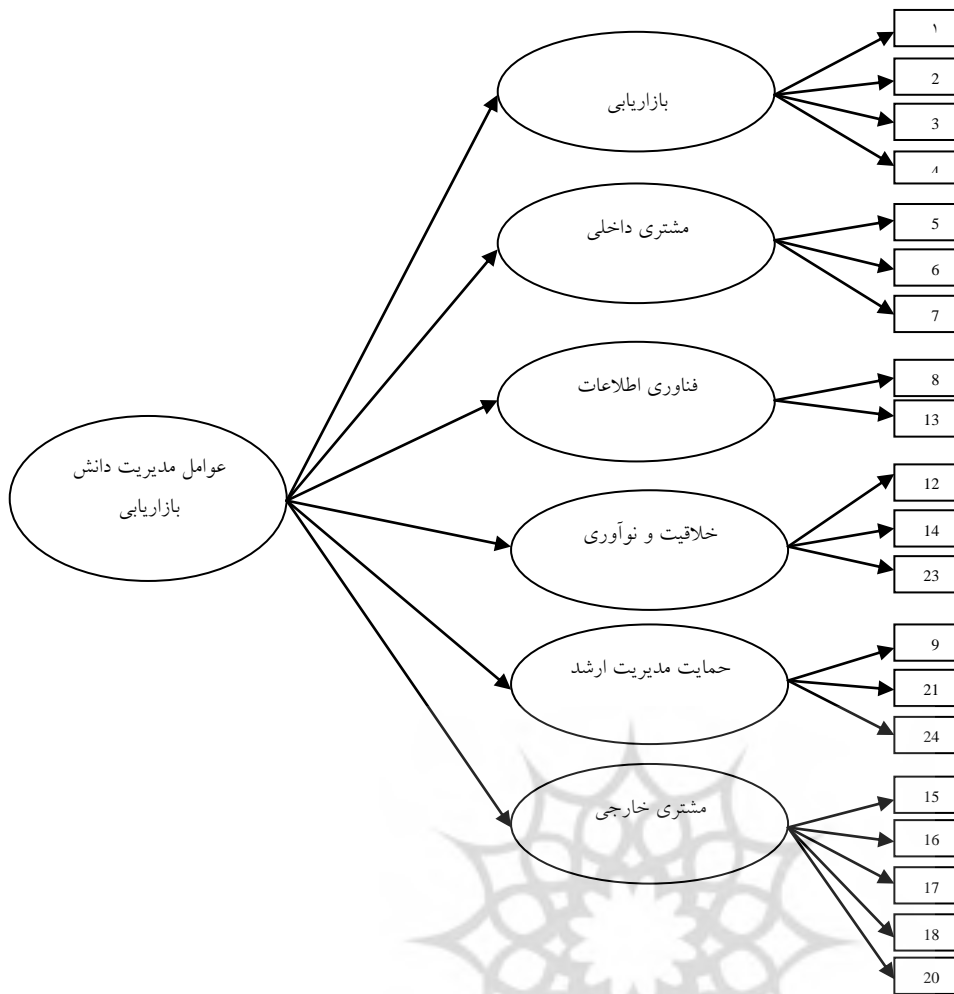 ۱
بازاریابی
2
3
4
مشتری داخلی
5
6
7
فناوری اطلاعات
8
13
عوامل مدیریت دانش
بازاریابی
خلاقیت و نوآوری
12
14
23
حمایت مدیریت ارشد
9
21
24
مشتری خارجی
15
16
17
18
20